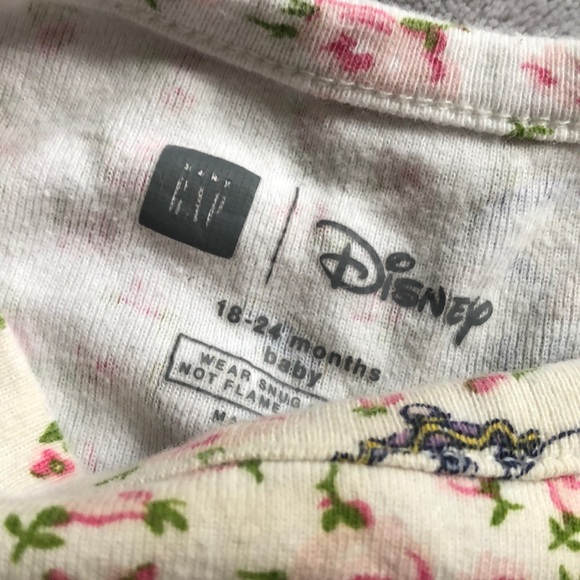 baby
GAP
Disney
18-24 months
baby
WEAR SNUG
NOT FLAME